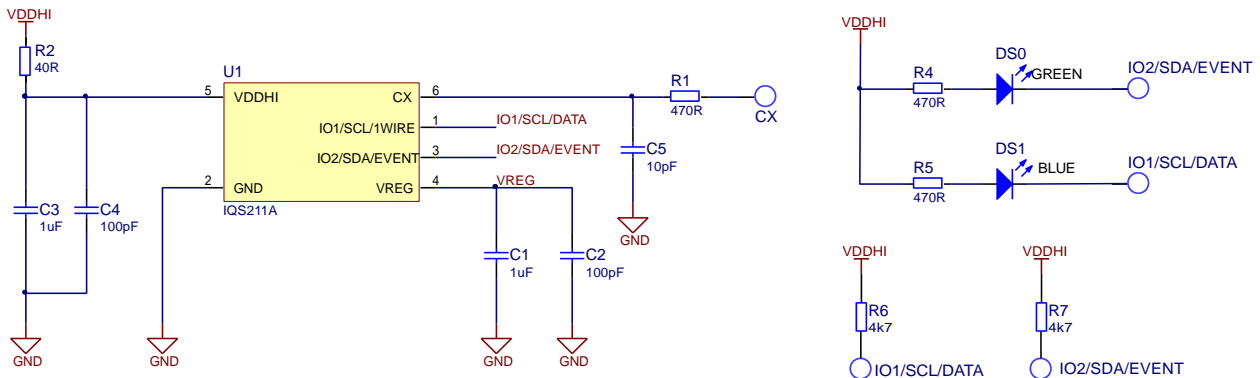 VDDHI
R2
40R
C3
1uF
C4
100pF
GND
GND
U1
5
VDDHI
CX
6
IO1/SCL/1WIRE
1
IO1/SCL/DATA
IO2/SDA/EVENT
3
IO2/SDA/EVENT
2
GND
VREG
4
VREG
IQS211A
C1
1uF
C2
100pF
GND
GND
R1
470R
CX
C5
10pF
GND
VDDHI
R4
470R
DS0
GREEN
IO2/SDA/EVENT
R5
470R
DS1
BLUE
IO1/SCL/DATA
VDDHI
R6
4k7
IO1/SCL/DATA
VDDHI
R7
4k7
IO2/SDA/EVENT